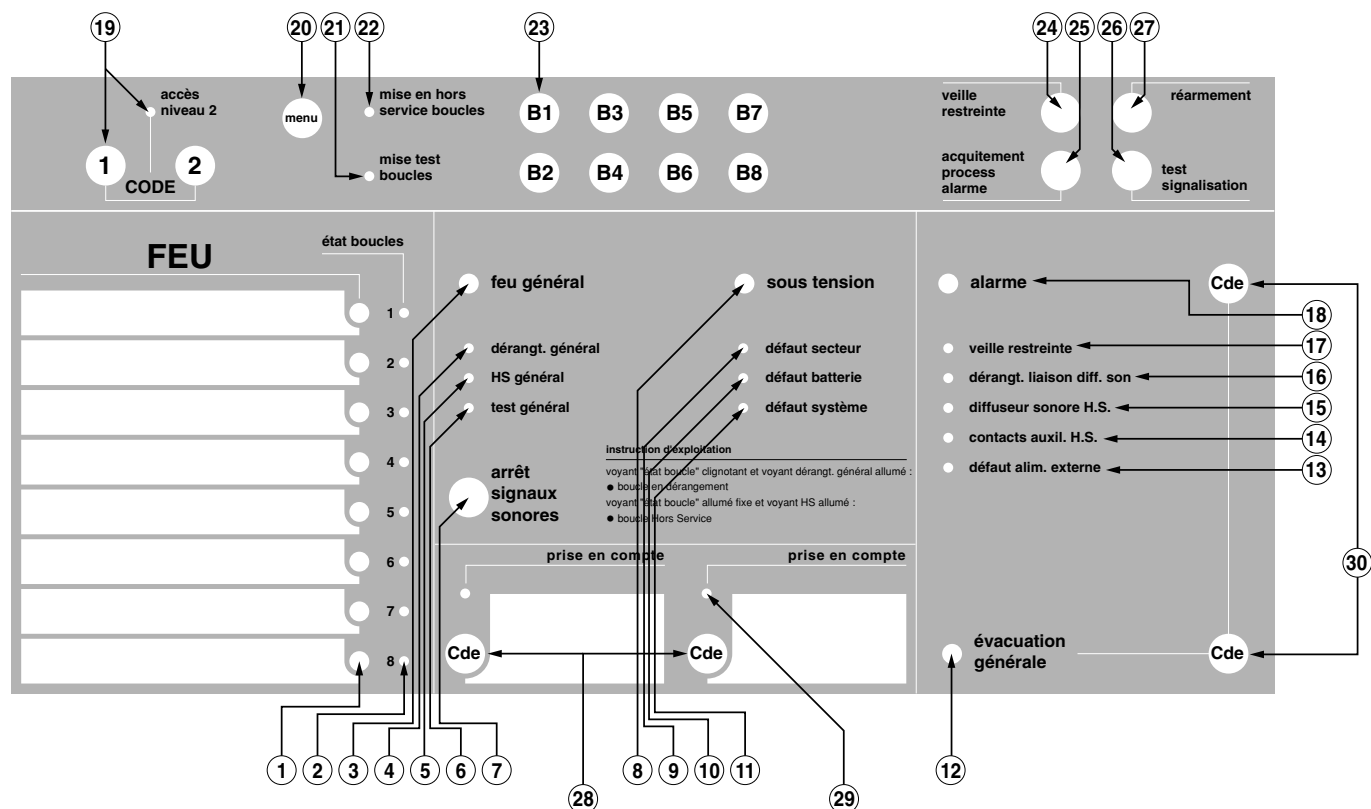 19 20 21 22 23 24 25 26 27
accès
niveau 2
1 2
CODE
menu
mise en hors
service boucles
mise test
boucles
B1 B3 B5 B7
B2 B4 B6 B8
veille
restreinte
réarmement
acquitement
process
alarme
test
signalisation
FEU
état boucles
1
2
3
4
5
6
7
8
feu général
dérangt. général
HS général
test général
arrêt
signaux
sonores
sous tension
défaut secteur
défaut batterie
défaut système
instruction d'exploitation
voyant "état boucle" clignotant et voyant dérangt. général allumé :
● boucle en dérangement
voyant "état boucle" allumé fixe et voyant HS allumé :
● boucle Hors Service
prise en compte
Cde
prise en compte
Cde
alarme
Cde
veille restreinte
dérangt. liaison diff. son
diffuseur sonore H.S.
contacts auxil. H.S.
défaut alim. externe
évacuation
générale
Cde
18
17
16
15
14
13
30
1 2 3 4 5 6 7 28 8 9 10 11 29 12